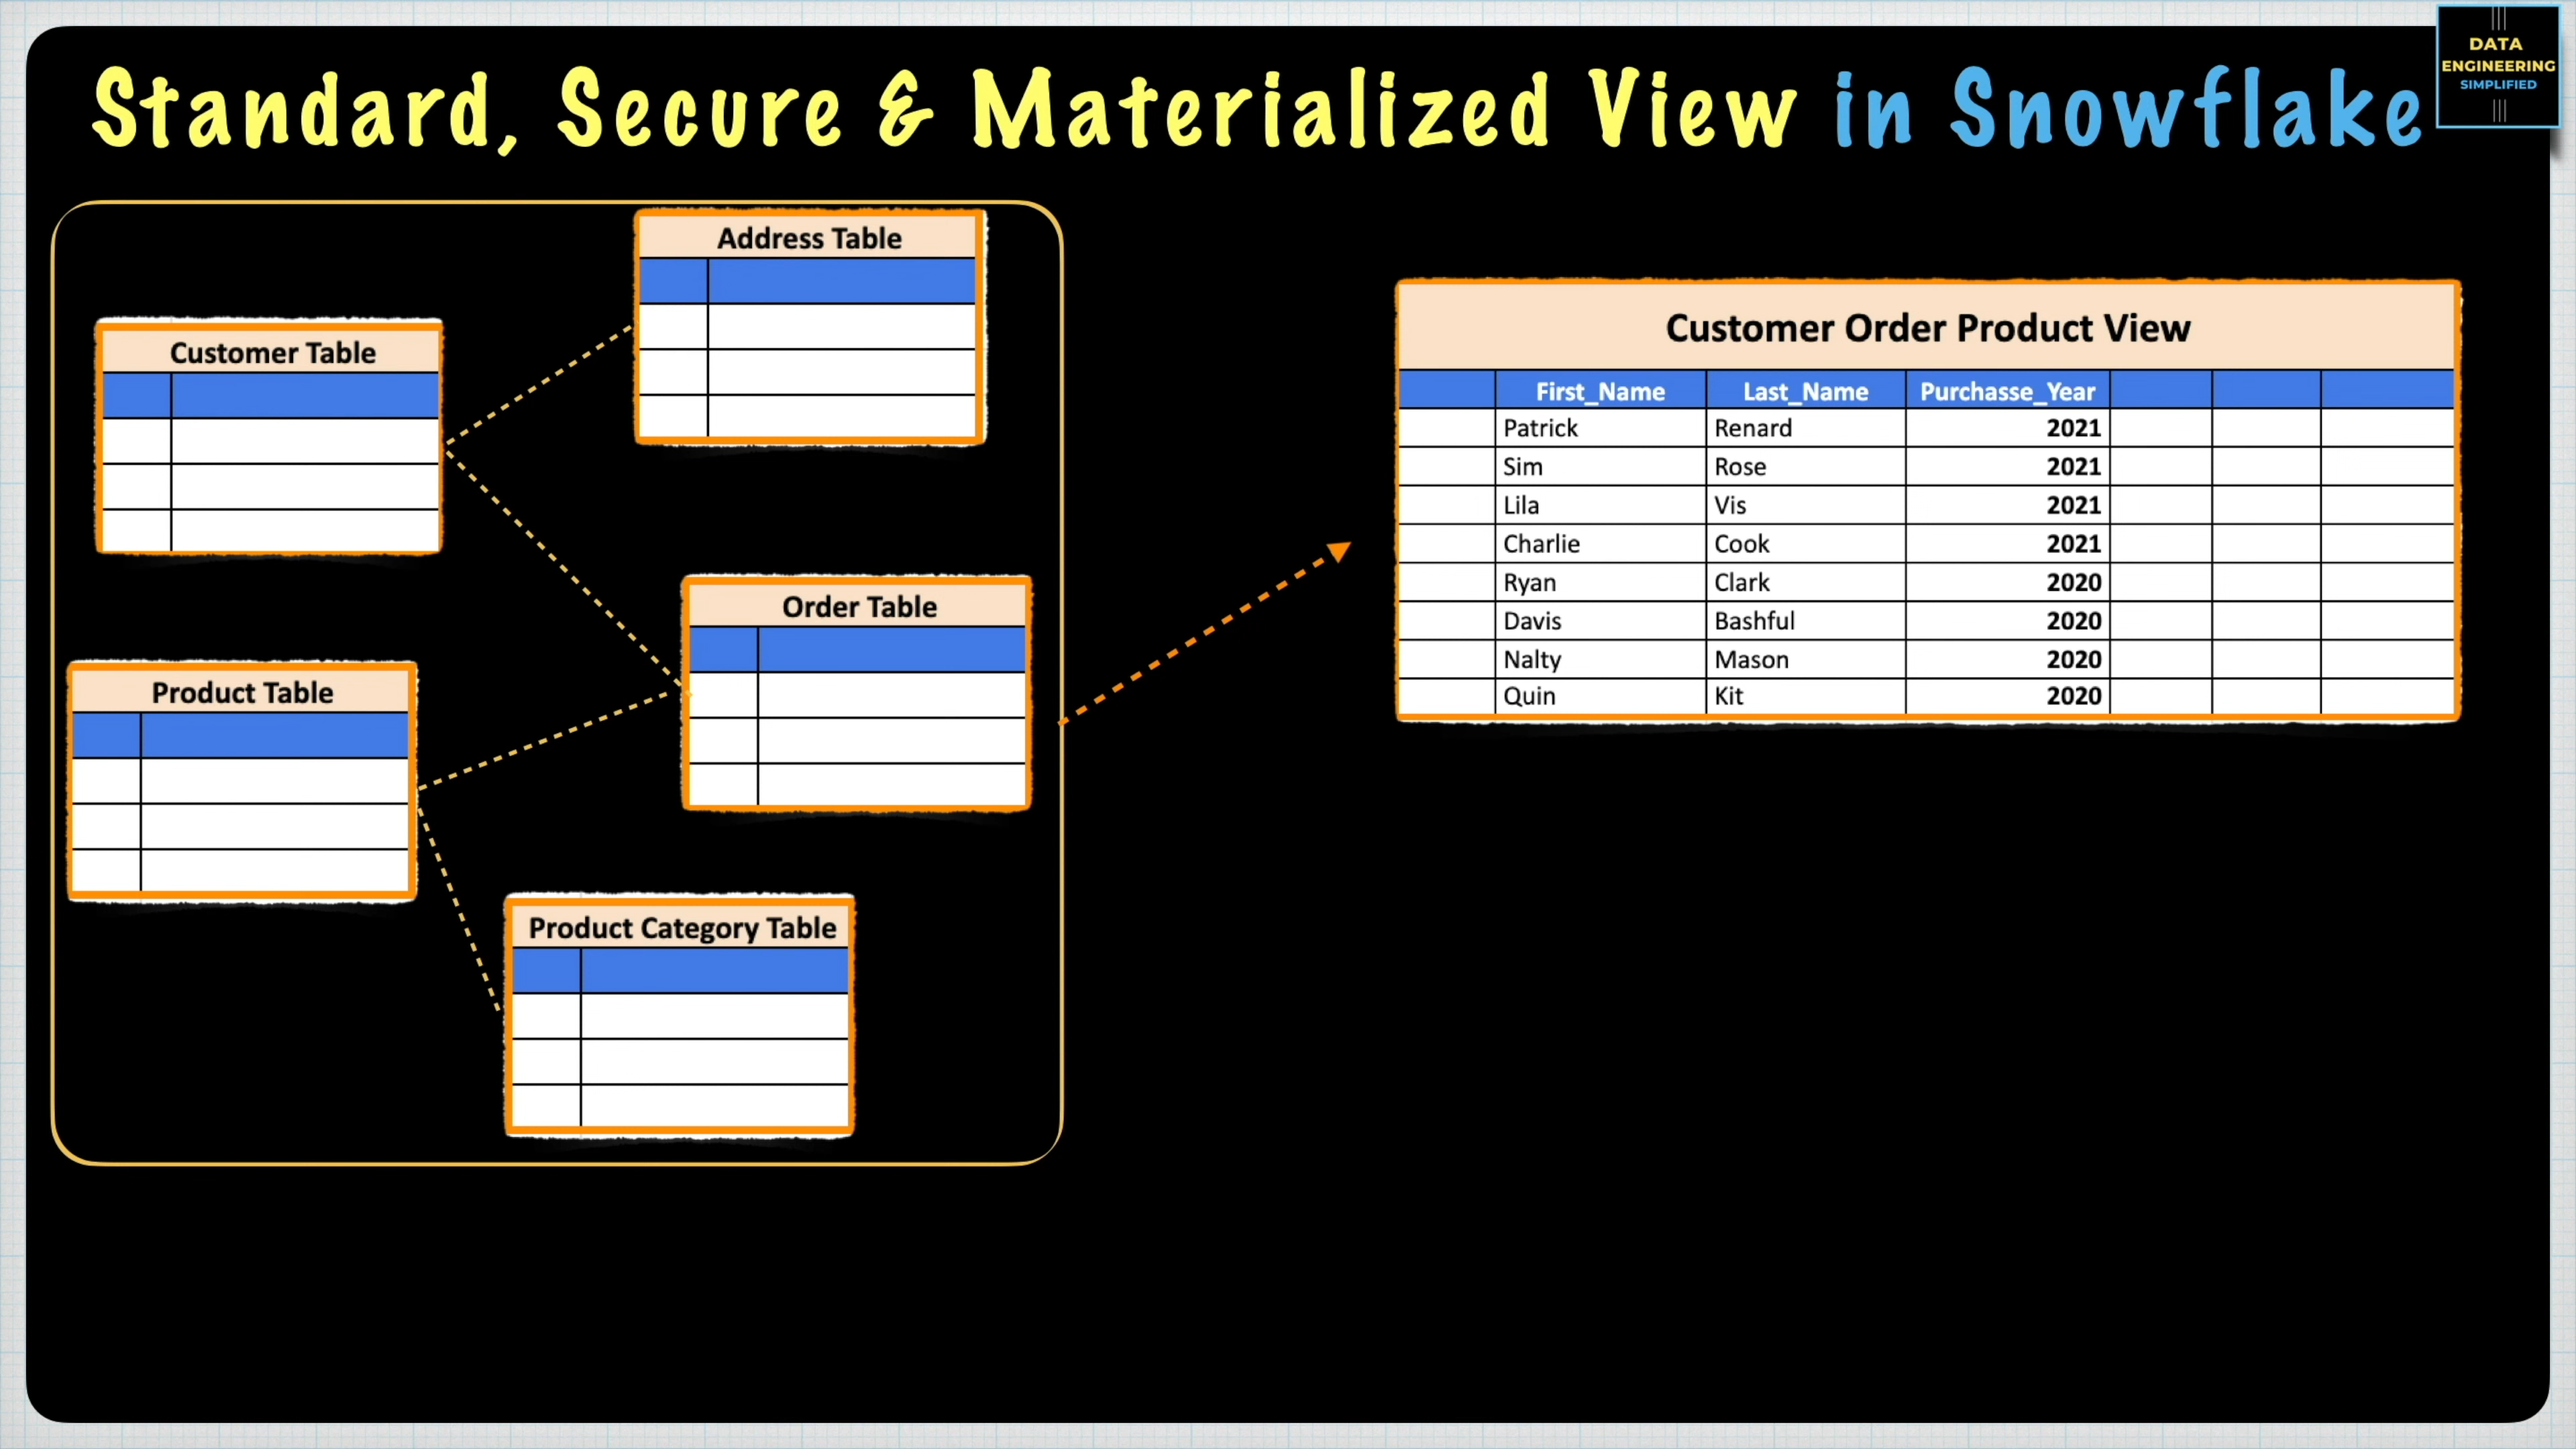 Standard, Secure & Materialized View in Snowflake
DATA
ENGINEERING
SIMPLIFIED
Address Table
Customer Table
Order Table
Product Table
Product Category Table
Customer Order Product View
First_Name Last_Name Purchasse_Year
Patrick Renard 2021
Sim Rose 2021
Lila Vis 2021
Charlie Cook 2021
Ryan Clark 2020
Davis Bashful 2020
Nalty Mason 2020
Quin Kit 2020